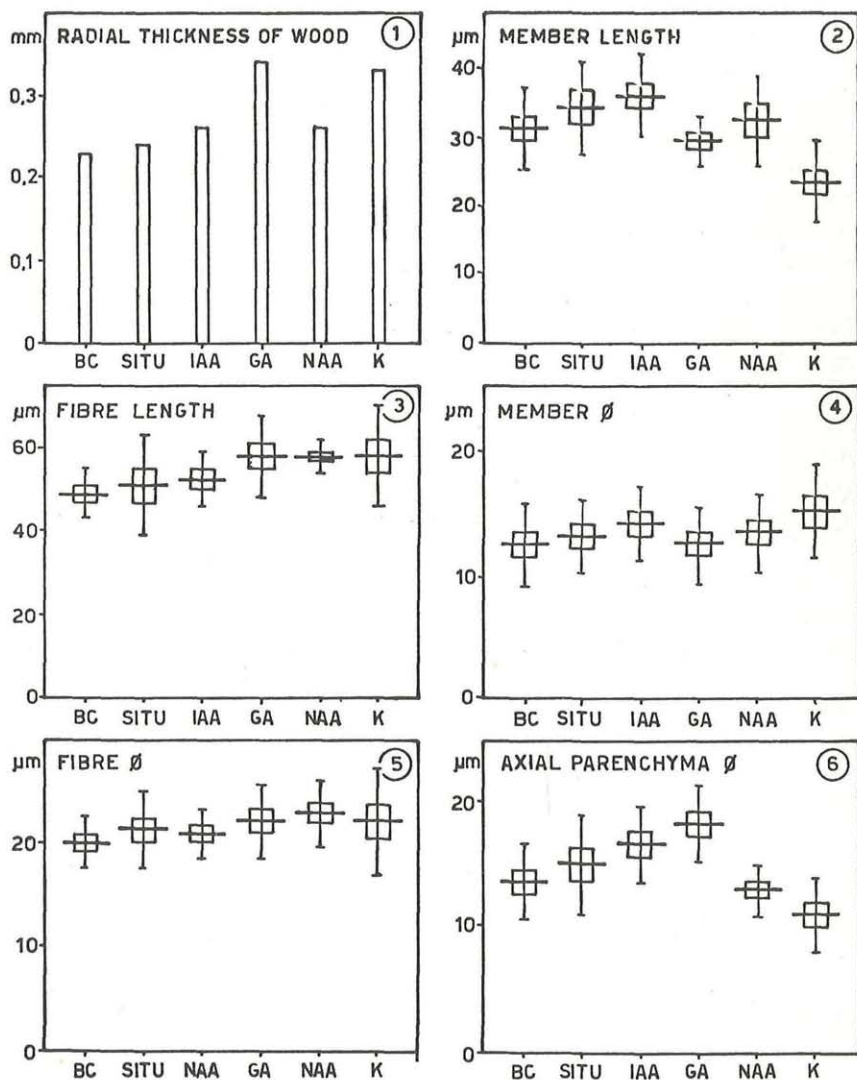 mm RADIAL THICKNESS OF WOOD 1
0,3
0,2
0,1
0
BC SITU IAA GA NAA K
µm MEMBER LENGTH 2
40
30
20
10
0
BC SITU IAA GA NAA K
µm FIBRE LENGTH 3
60
40
20
0
BC SITU IAA GA NAA K
µm MEMBER Ø 4
20
10
0
BC SITU IAA GA NAA K
µm FIBRE Ø 5
20
10
0
BC SITU NAA GA NAA K
µm AXIAL PARENCHYMA Ø 6
20
10
0
BC SITU IAA GA NAA K